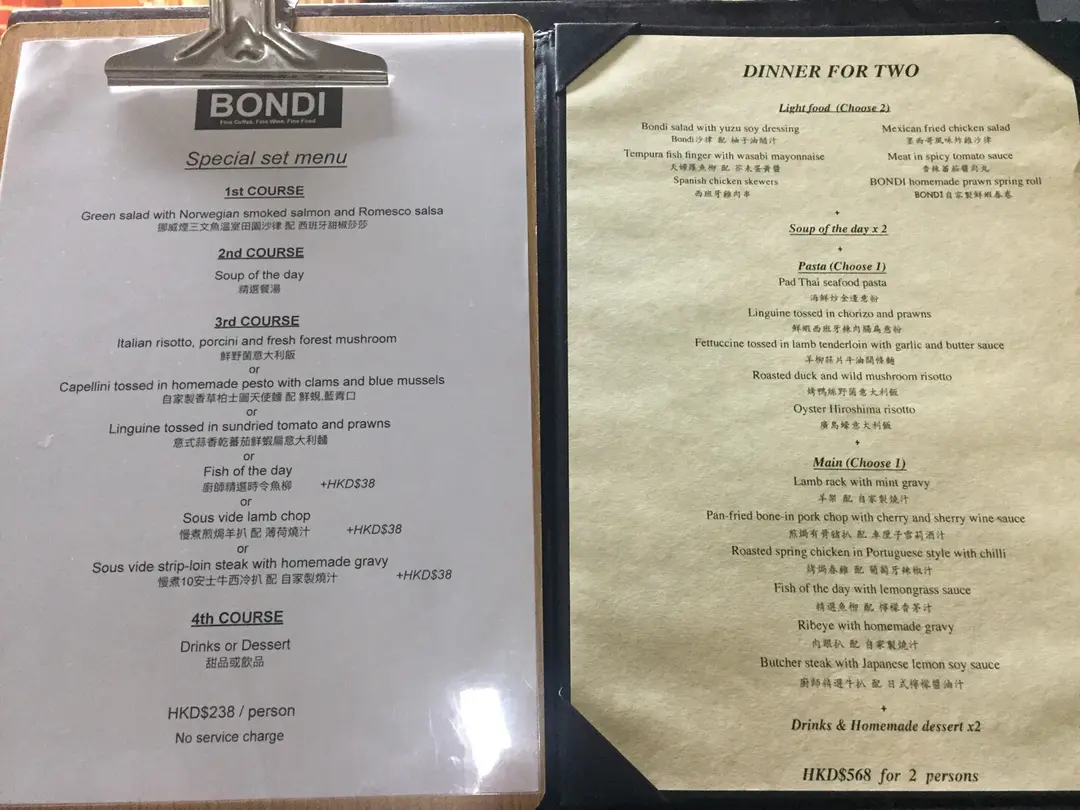 BONDI
Fine Coffee. Fine Wine. Fine Food
Special set menu
1st COURSE
Green salad with Norwegian smoked salmon and Romesco salsa
挪威煙三文魚溫室田園沙律 配 西班牙甜椒莎莎
2nd COURSE
Soup of the day
精選餐湯
3rd COURSE
Italian risotto, porcini and fresh forest mushroom
鮮野菌意大利飯
or
Capellini tossed in homemade pesto with clams and blue mussels
自家製香草柏士圖天使麵 配 鮮蜆,藍青口
or
Linguine tossed in sundried tomato and prawns
意式蒜香乾蕃茄鮮蝦扁意大利麵
or
Fish of the day
廚師精選時令魚柳 +HKD$38
or
Sous vide lamb chop
慢煮煎焗羊扒 配 薄荷燒汁 +HKD$38
or
Sous vide strip-loin steak with homemade gravy
慢煮10安士牛西冷扒 配 自家製燒汁 +HKD$38
4th COURSE
Drinks or Dessert
甜品或飲品
HKD$238 / person
No service charge
DINNER FOR TWO
Light food (Choose 2)
Bondi salad with yuzu soy dressing
Bondi沙律 配 柚子油醋汁
Tempura fish finger with wasabi mayonnaise
天婦羅魚柳 配 芥末蛋黃醬
Spanish chicken skewers
西班牙雞肉串
Mexican fried chicken salad
墨西哥風味炸雞沙律
Meat in spicy tomato sauce
香辣蕃茄醬肉丸
BONDI homemade prawn spring roll
BONDI自家製鮮蝦春卷
+
Soup of the day x 2
+
Pasta (Choose 1)
Pad Thai seafood pasta
海鮮炒金邊意粉
Linguine tossed in chorizo and prawns
鮮蝦西班牙辣肉腸扁意粉
Fettuccine tossed in lamb tenderloin with garlic and butter sauce
羊柳蒜片牛油闊條麵
Roasted duck and wild mushroom risotto
烤鴨絲野菌意大利飯
Oyster Hiroshima risotto
廣島蠔意大利飯
+
Main (Choose 1)
Lamb rack with mint gravy
羊架 配 自家製燒汁
Pan-fried bone-in pork chop with cherry and sherry wine sauce
煎焗有骨豬扒 配 車厘子雪莉酒汁
Roasted spring chicken in Portuguese style with chilli
烤焗春雞 配 葡萄牙辣椒汁
Fish of the day with lemongrass sauce
精選魚柳 配 檸檬香茅汁
Ribeye with homemade gravy
肉眼扒 配 自家製燒汁
Butcher steak with Japanese lemon soy sauce
廚師精選牛扒 配 日式檸檬醬油汁
+
Drinks & Homemade dessert x2
HKD$568 for 2 persons